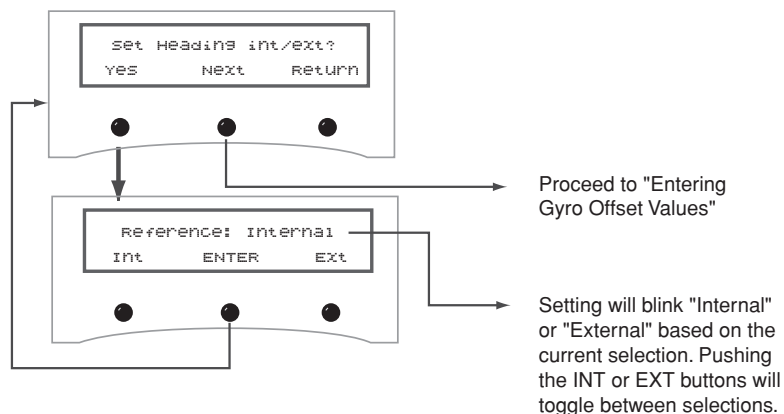 Set Heading int/ext?
Yes Next Return
Proceed to "Entering
Gyro Offset Values"
Reference: Internal
Int ENTER Ext
Setting will blink "Internal"
or "External" based on the
current selection. Pushing
the INT or EXT buttons will
toggle between selections.